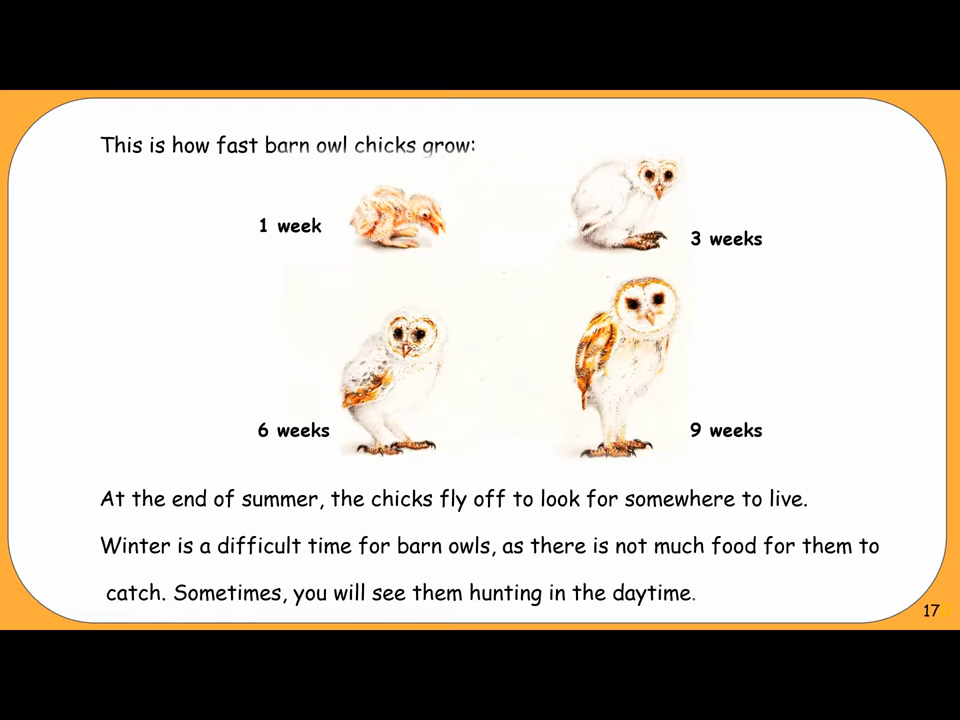 This is how fast barn owl chicks grow:
1 week
3 weeks
6 weeks
9 weeks
At the end of summer, the chicks fly off to look for somewhere to live.
Winter is a difficult time for barn owls, as there is not much food for them to
catch. Sometimes, you will see them hunting in the daytime.
17